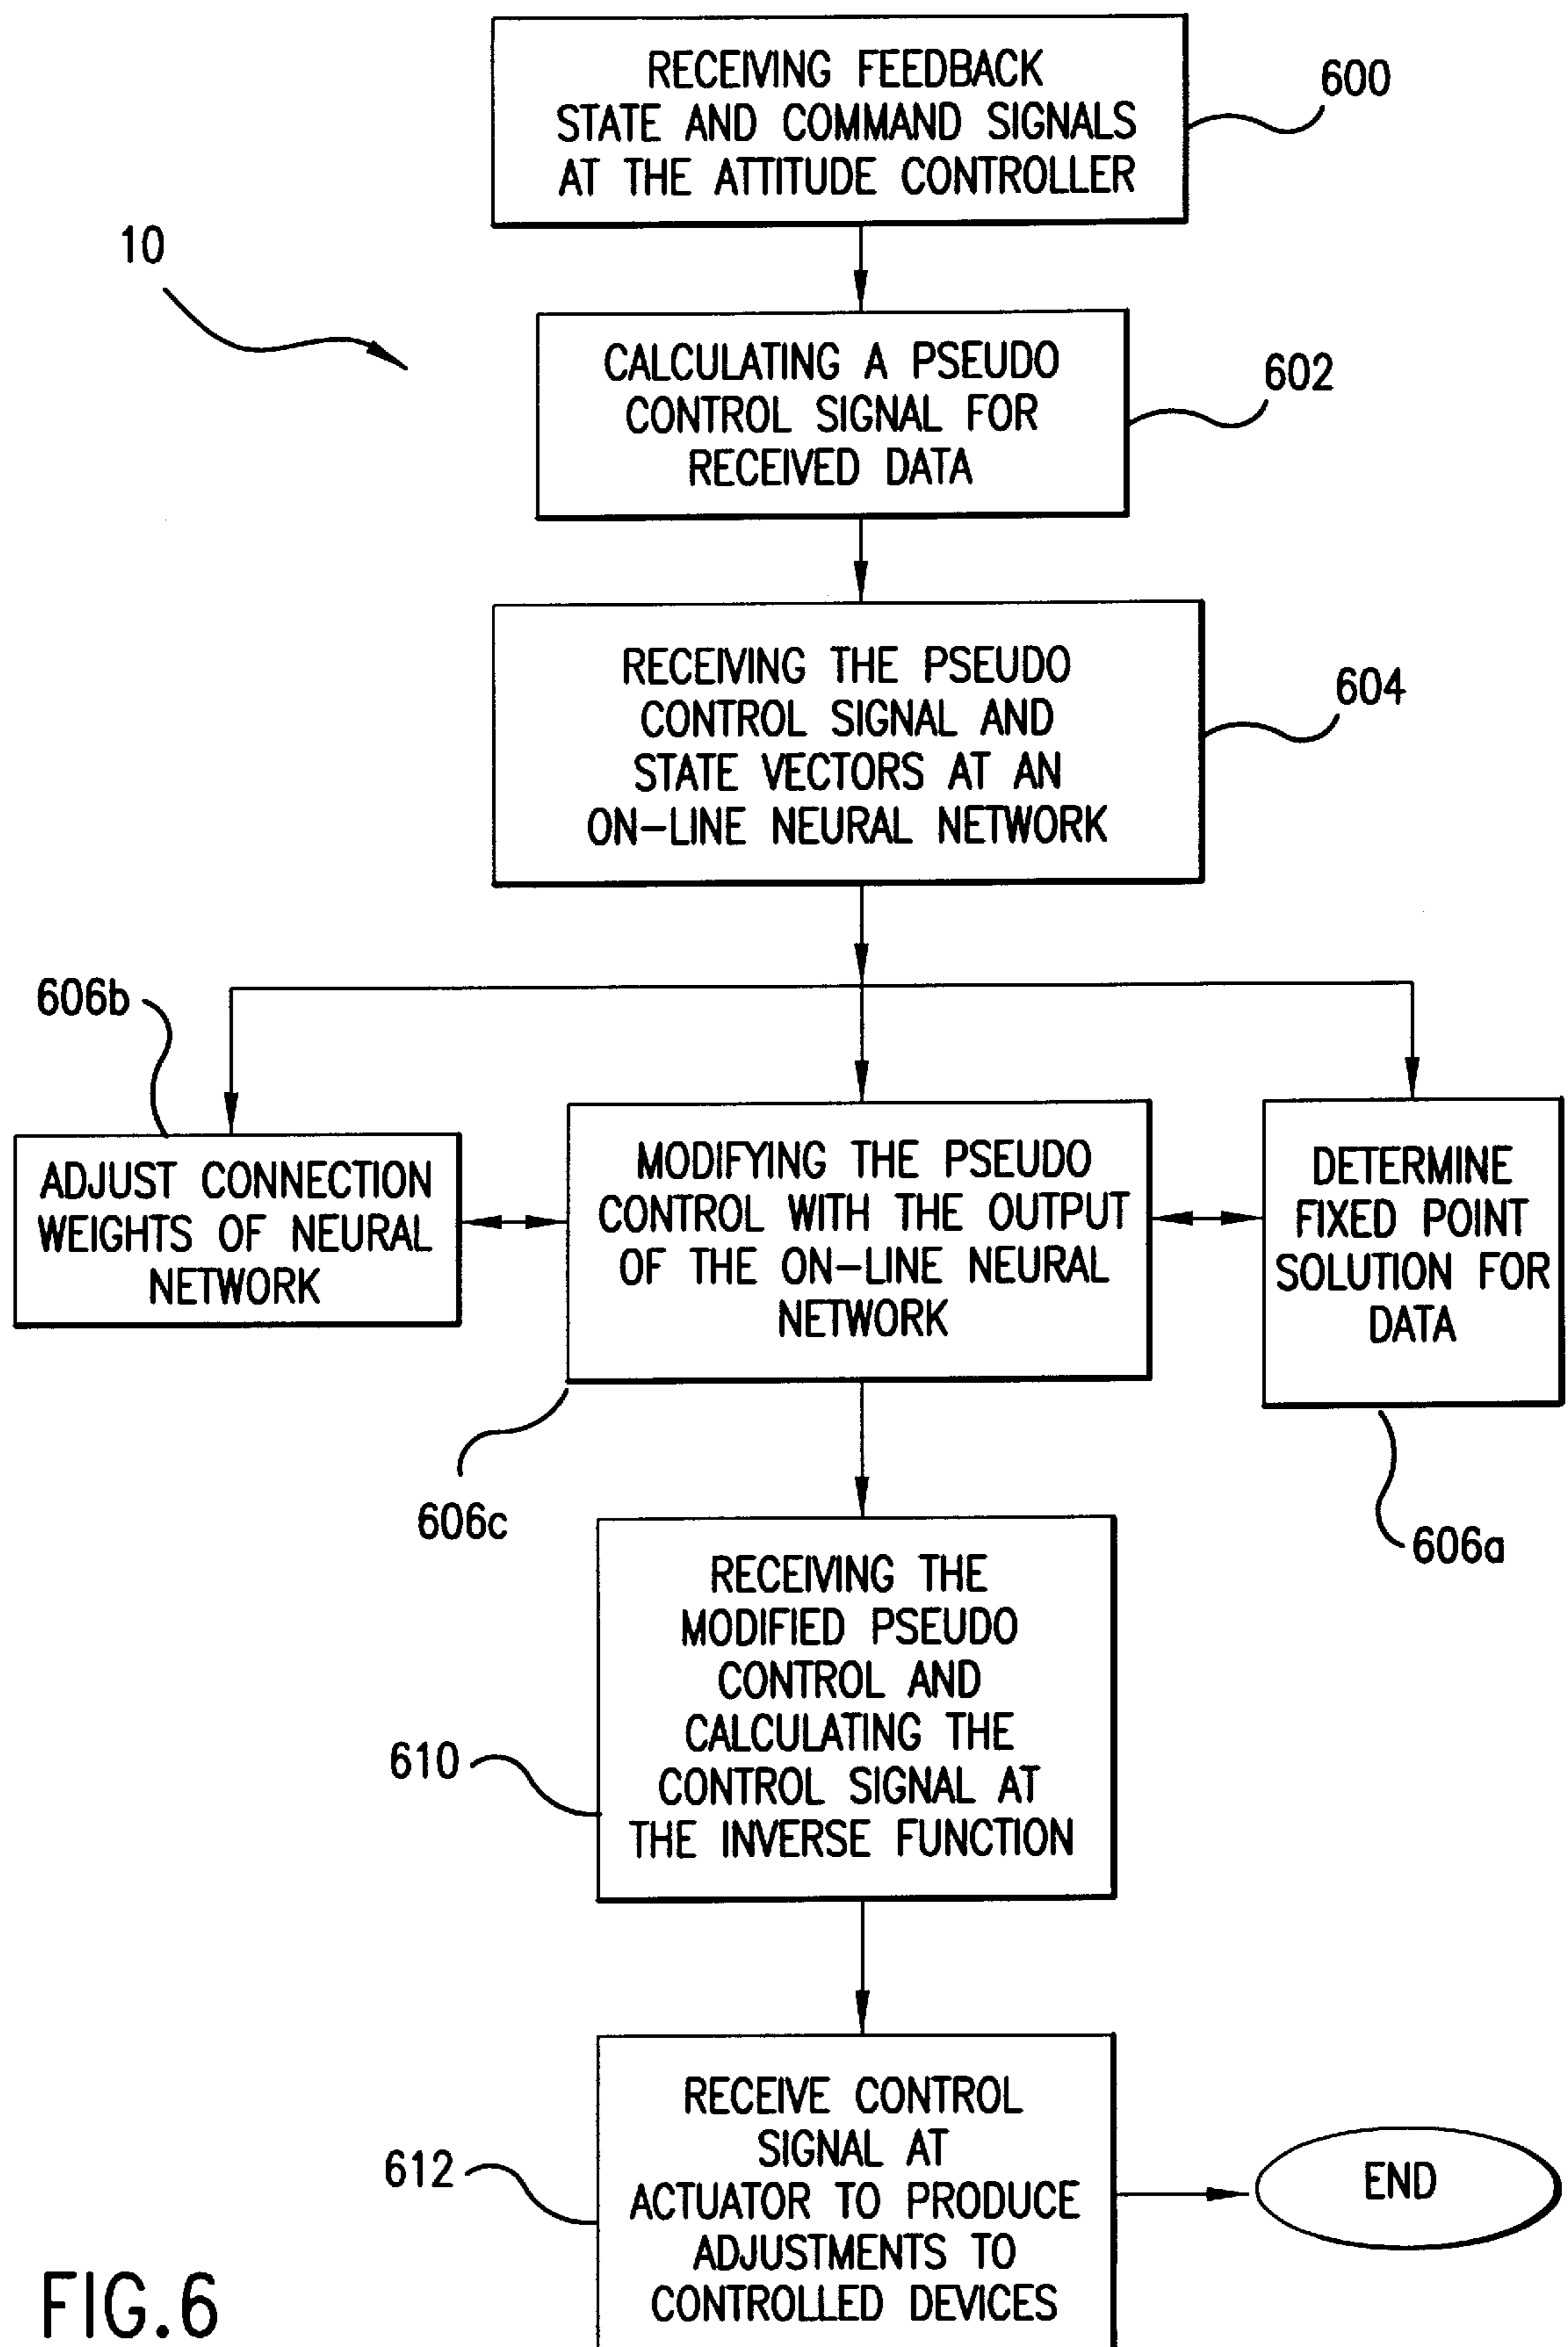 RECEIVING FEEDBACK
STATE AND COMMAND SIGNALS
AT THE ATTITUDE CONTROLLER
600
10
CALCULATING A PSEUDO
CONTROL SIGNAL FOR
RECEIVED DATA
602
RECEIVING THE PSEUDO
CONTROL SIGNAL AND
STATE VECTORS AT AN
ON-LINE NEURAL NETWORK
604
606b
ADJUST CONNECTION
WEIGHTS OF NEURAL
NETWORK
MODIFYING THE PSEUDO
CONTROL WITH THE OUTPUT
OF THE ON-LINE NEURAL
NETWORK
606c
DETERMINE
FIXED POINT
SOLUTION FOR
DATA
606a
RECEIVING THE
MODIFIED PSEUDO
CONTROL AND
CALCULATING THE
CONTROL SIGNAL AT
THE INVERSE FUNCTION
610
RECEIVE CONTROL
SIGNAL AT
ACTUATOR TO PRODUCE
ADJUSTMENTS TO
CONTROLLED DEVICES
612
END
FIG.6